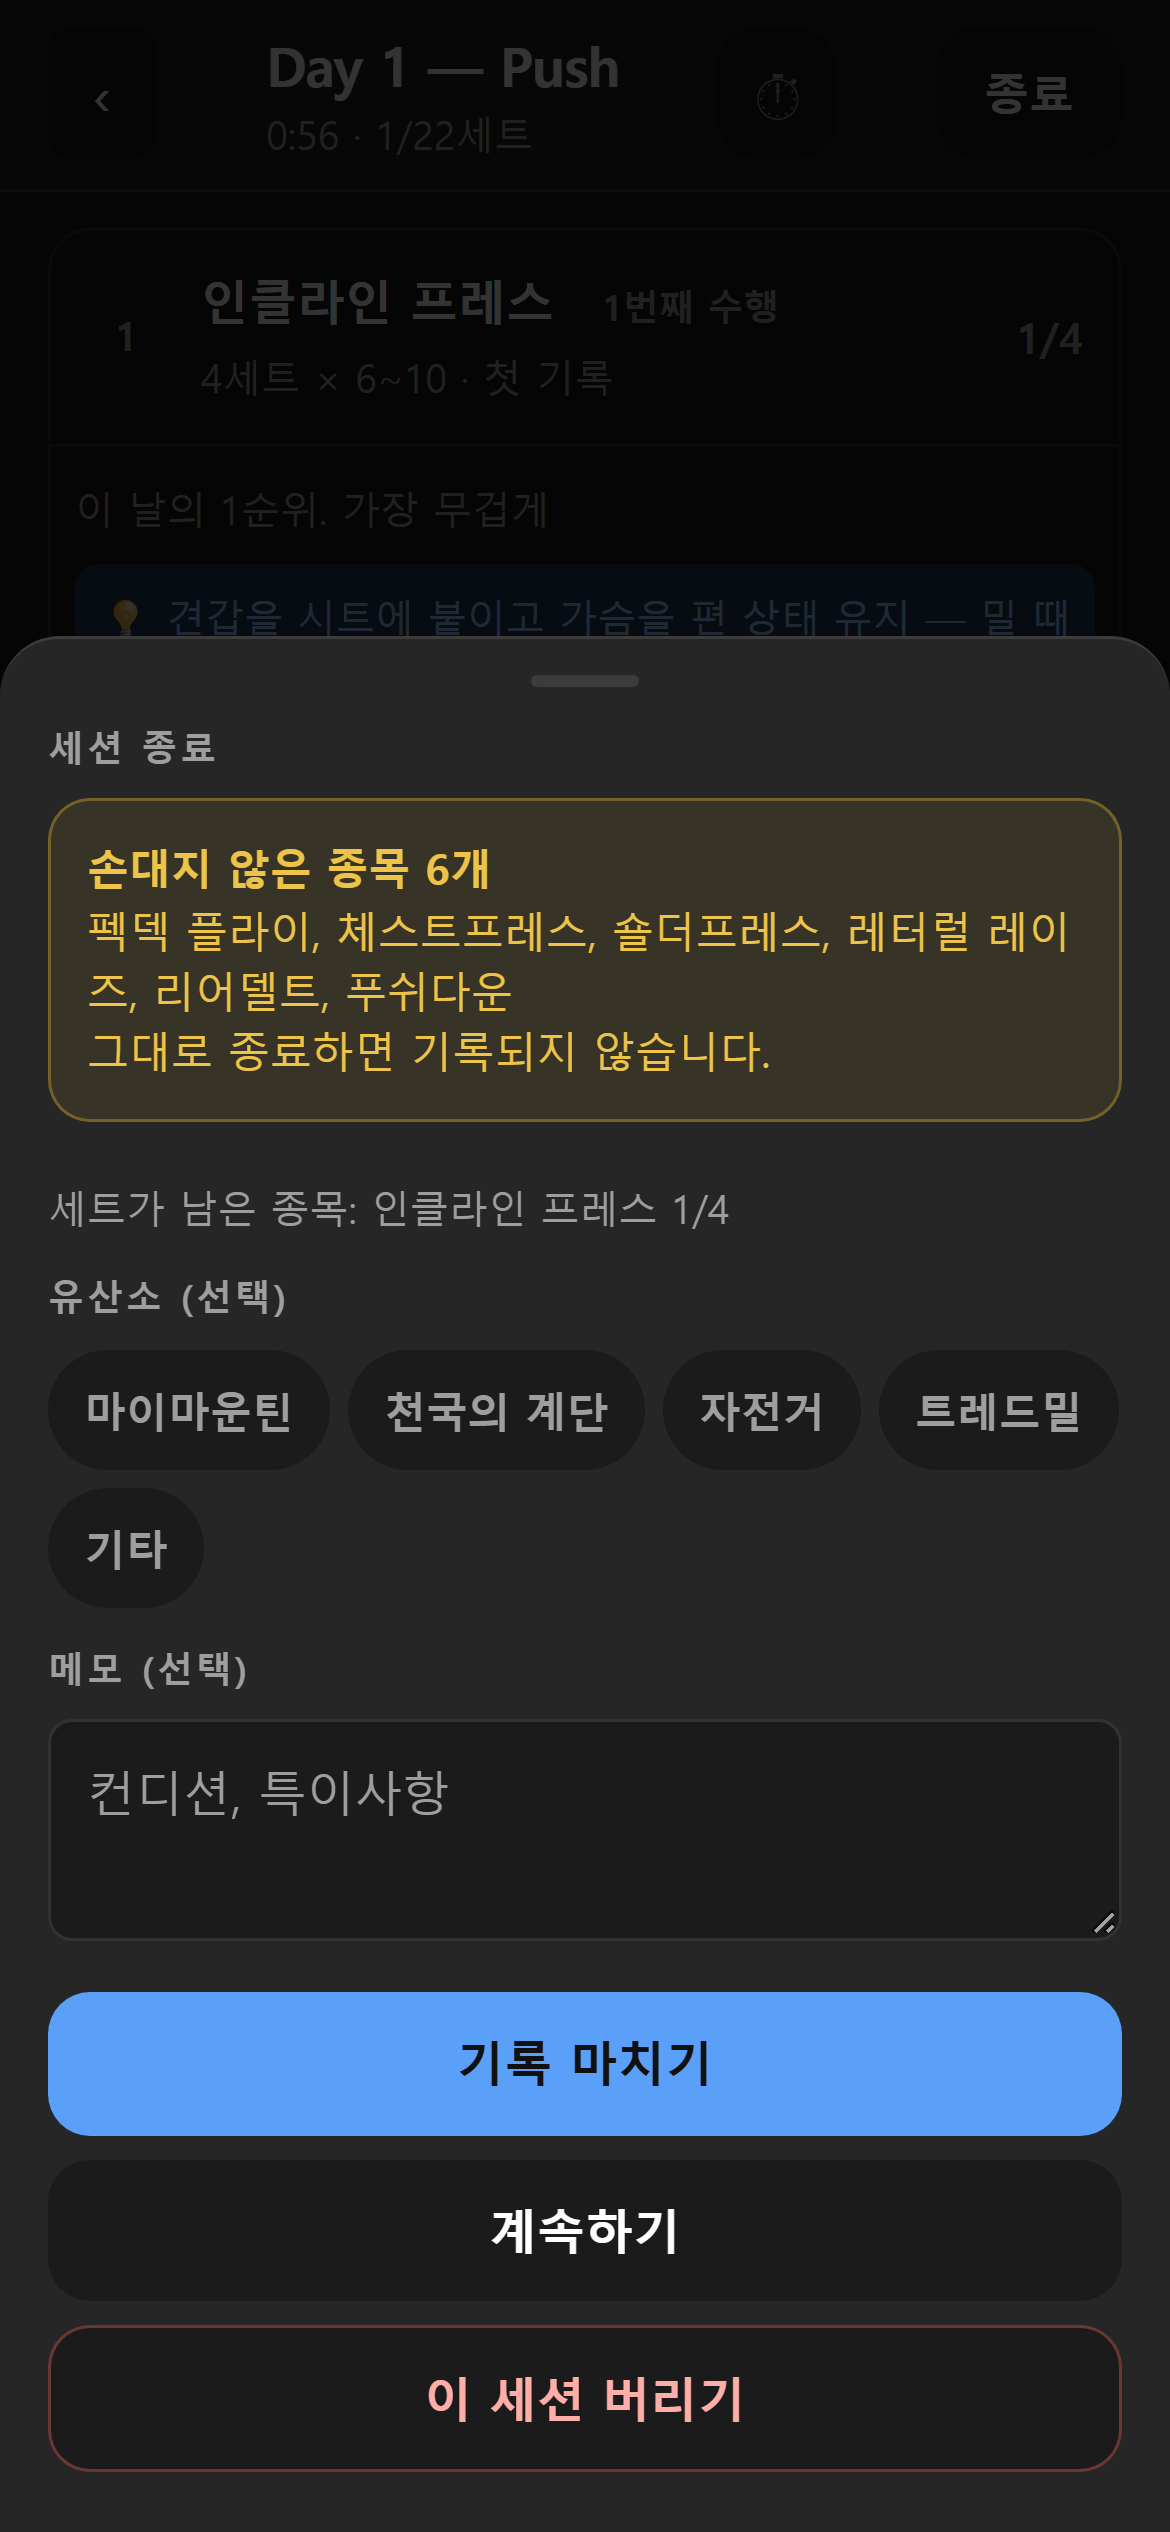 ‹
Day 1 — Push
0:56 · 1/22세트
종료
1
인클라인 프레스 1번째 수행
4세트 × 6~10 · 첫 기록
1/4
이 날의 1순위. 가장 무겁게
견갑을 시트에 붙이고 가슴을 편 상태 유지 — 밀 때
세션 종료
손대지 않은 종목 6개
펙덱 플라이, 체스트프레스, 숄더프레스, 레터럴 레이
즈, 리어델트, 푸쉬다운
그대로 종료하면 기록되지 않습니다.
세트가 남은 종목: 인클라인 프레스 1/4
유산소 (선택)
마이마운틴
천국의 계단
자전거
트레드밀
기타
메모 (선택)
컨디션, 특이사항
기록 마치기
계속하기
이 세션 버리기